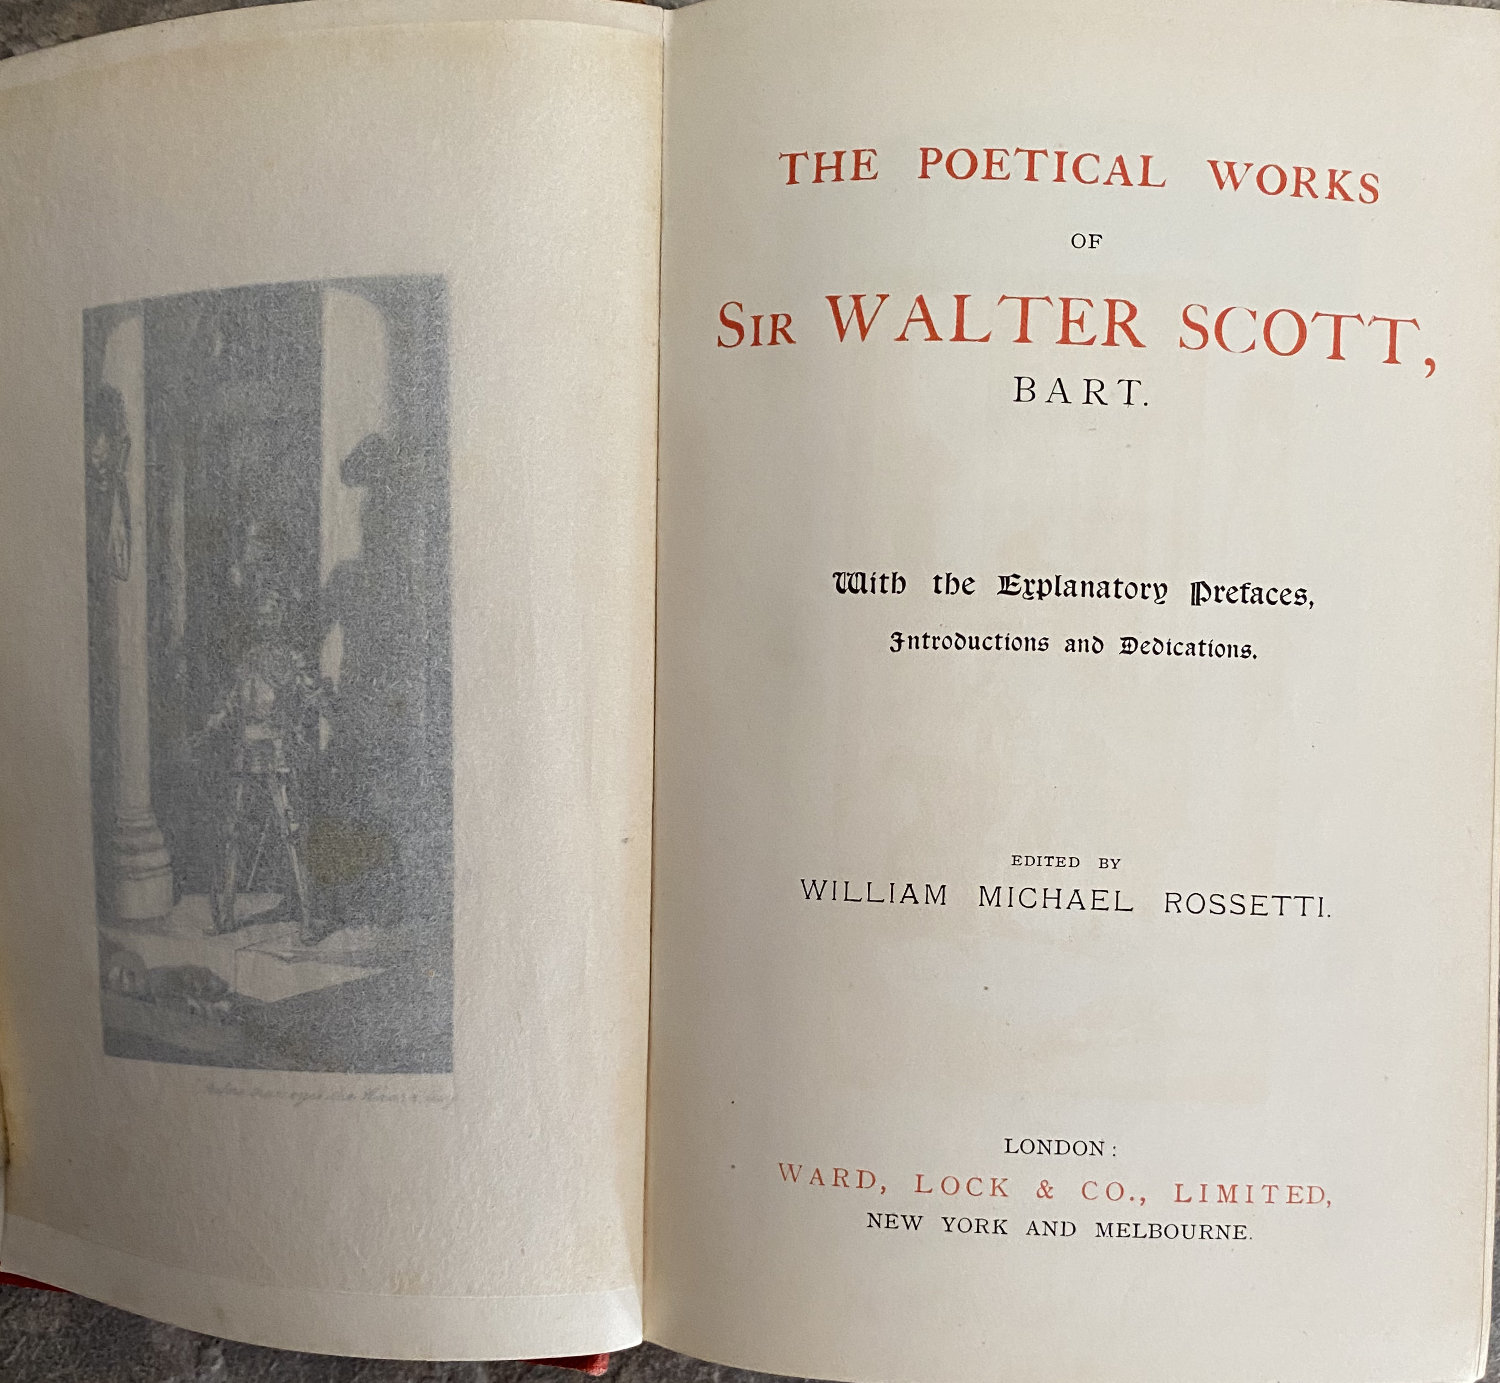 THE POETICAL WORKS
OF
SIR WALTER SCOTT,
BART.
With the Explanatory Prefaces,
Introductions and Dedications.
EDITED BY
WILLIAM MICHAEL ROSSETTI.
LONDON:
WARD, LOCK & CO., LIMITED,
NEW YORK AND MELBOURNE.